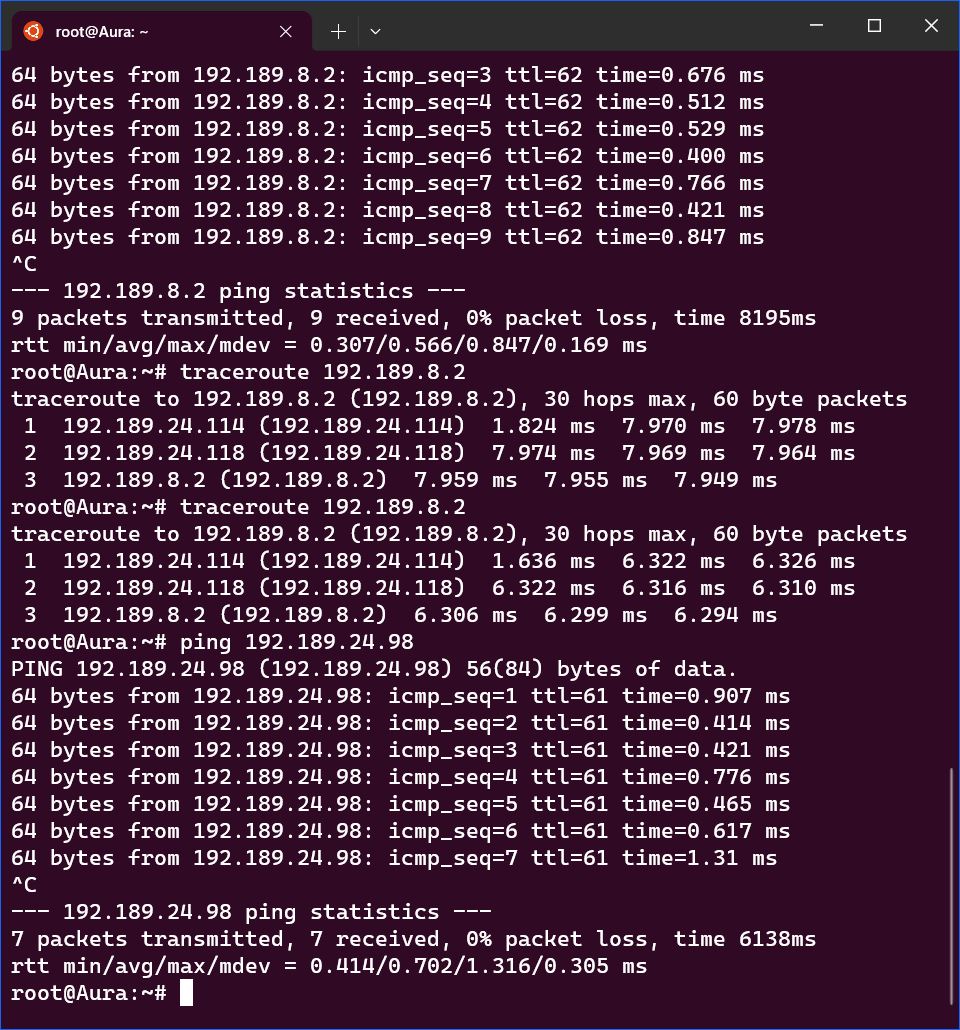 root@Aura: ~
64 bytes from 192.189.8.2: icmp_seq=3 ttl=62 time=0.676 ms
64 bytes from 192.189.8.2: icmp_seq=4 ttl=62 time=0.512 ms
64 bytes from 192.189.8.2: icmp_seq=5 ttl=62 time=0.529 ms
64 bytes from 192.189.8.2: icmp_seq=6 ttl=62 time=0.400 ms
64 bytes from 192.189.8.2: icmp_seq=7 ttl=62 time=0.766 ms
64 bytes from 192.189.8.2: icmp_seq=8 ttl=62 time=0.421 ms
64 bytes from 192.189.8.2: icmp_seq=9 ttl=62 time=0.847 ms
^C
--- 192.189.8.2 ping statistics ---
9 packets transmitted, 9 received, 0% packet loss, time 8195ms
rtt min/avg/max/mdev = 0.307/0.566/0.847/0.169 ms
root@Aura:~# traceroute 192.189.8.2
traceroute to 192.189.8.2 (192.189.8.2), 30 hops max, 60 byte packets
 1  192.189.24.114 (192.189.24.114)  1.824 ms  7.970 ms  7.978 ms
 2  192.189.24.118 (192.189.24.118)  7.974 ms  7.969 ms  7.964 ms
 3  192.189.8.2 (192.189.8.2)  7.959 ms  7.955 ms  7.949 ms
root@Aura:~# traceroute 192.189.8.2
traceroute to 192.189.8.2 (192.189.8.2), 30 hops max, 60 byte packets
 1  192.189.24.114 (192.189.24.114)  1.636 ms  6.322 ms  6.326 ms
 2  192.189.24.118 (192.189.24.118)  6.322 ms  6.316 ms  6.310 ms
 3  192.189.8.2 (192.189.8.2)  6.306 ms  6.299 ms  6.294 ms
root@Aura:~# ping 192.189.24.98
PING 192.189.24.98 (192.189.24.98) 56(84) bytes of data.
64 bytes from 192.189.24.98: icmp_seq=1 ttl=61 time=0.907 ms
64 bytes from 192.189.24.98: icmp_seq=2 ttl=61 time=0.414 ms
64 bytes from 192.189.24.98: icmp_seq=3 ttl=61 time=0.421 ms
64 bytes from 192.189.24.98: icmp_seq=4 ttl=61 time=0.776 ms
64 bytes from 192.189.24.98: icmp_seq=5 ttl=61 time=0.465 ms
64 bytes from 192.189.24.98: icmp_seq=6 ttl=61 time=0.617 ms
64 bytes from 192.189.24.98: icmp_seq=7 ttl=61 time=1.31 ms
^C
--- 192.189.24.98 ping statistics ---
7 packets transmitted, 7 received, 0% packet loss, time 6138ms
rtt min/avg/max/mdev = 0.414/0.702/1.316/0.305 ms
root@Aura:~#